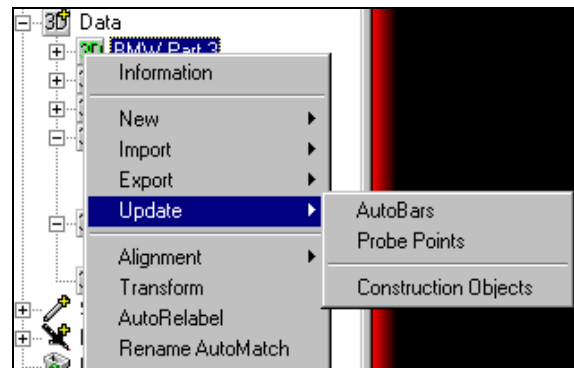 3D Data
3D BMW Part 3
Information
New
Import
Export
Update
AutoBars
Probe Points
Construction Objects
Alignment
Transform
AutoRelabel
Rename AutoMatch